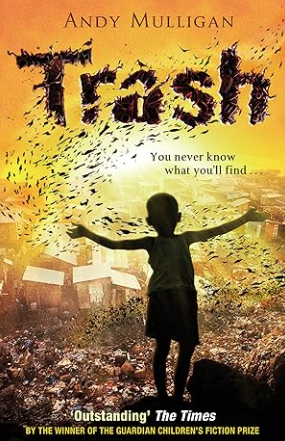 ANDY MULLIGAN
Trash
You never know
what you'll find . . .
'Outstanding' The Times
BY THE WINNER OF THE GUARDIAN CHILDREN'S FICTION PRIZE